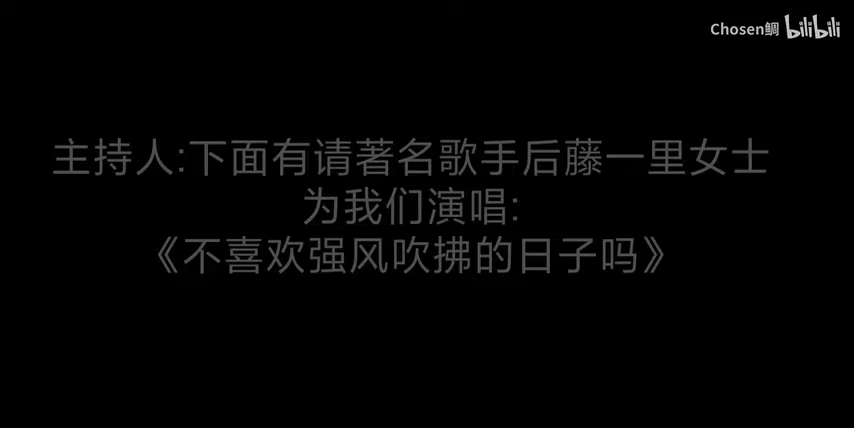 Chosen鲷 bilibili
主持人:下面有请著名歌手后藤一里女士
为我们演唱:
《不喜欢强风吹拂的日子吗》